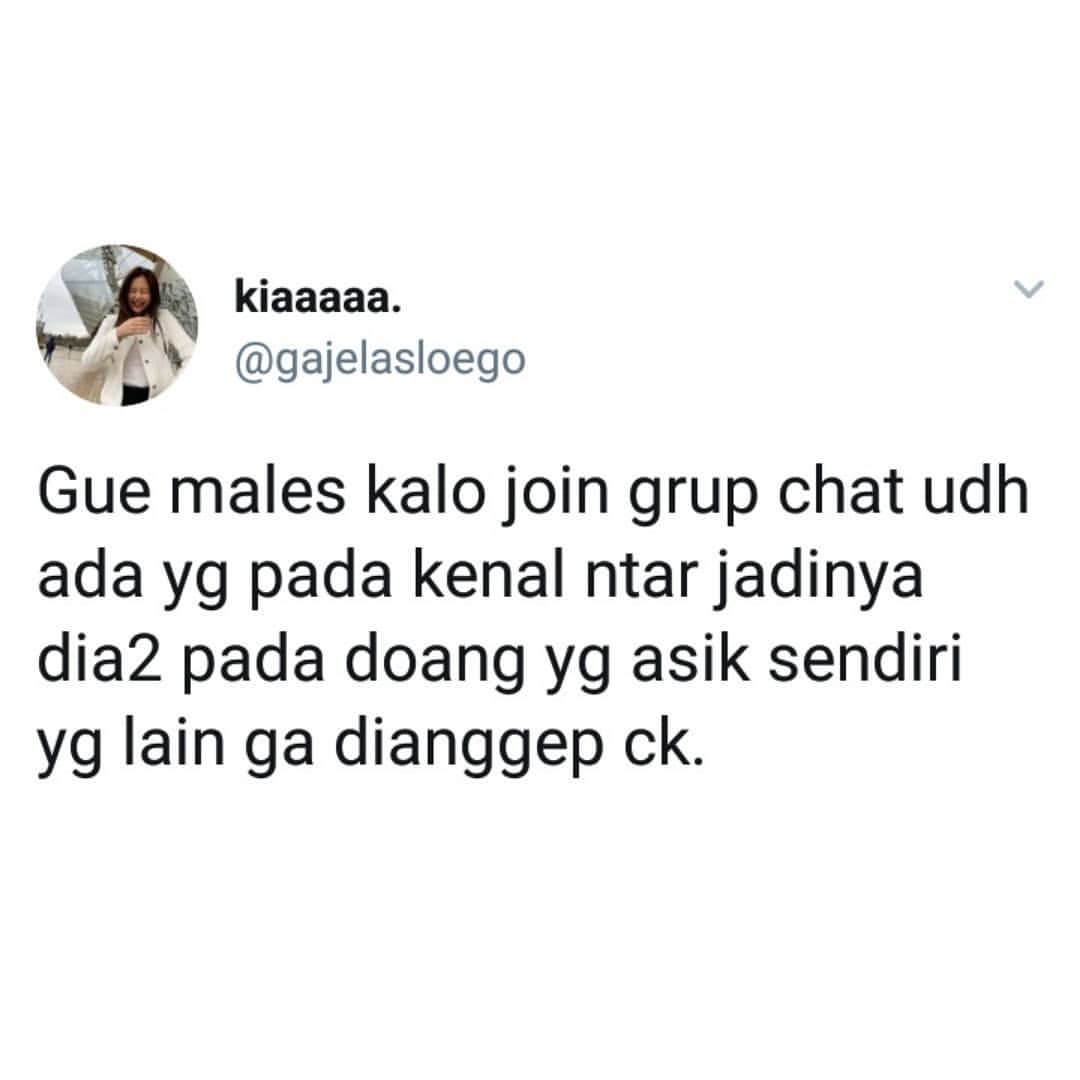 kiaaaaa.
@gajelasloego
Gue males kalo join grup chat udh
ada yg pada kenal ntar jadinya
dia2 pada doang yg asik sendiri
yg lain ga dianggep ck.